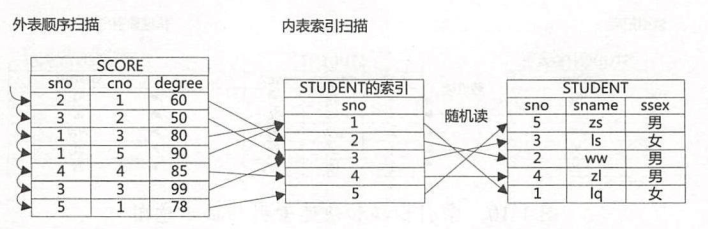 外表顺序扫描 内表索引扫描
SCORE
sno cno degree
2 1 60
3 2 50
1 3 80
1 5 90
4 4 85
3 3 99
5 1 78
STUDENT的索引
sno
1
2
3
4
5
随机读
STUDENT
sno sname ssex
5 zs 男
3 ls 女
2 ww 男
4 zl 男
1 lq 女